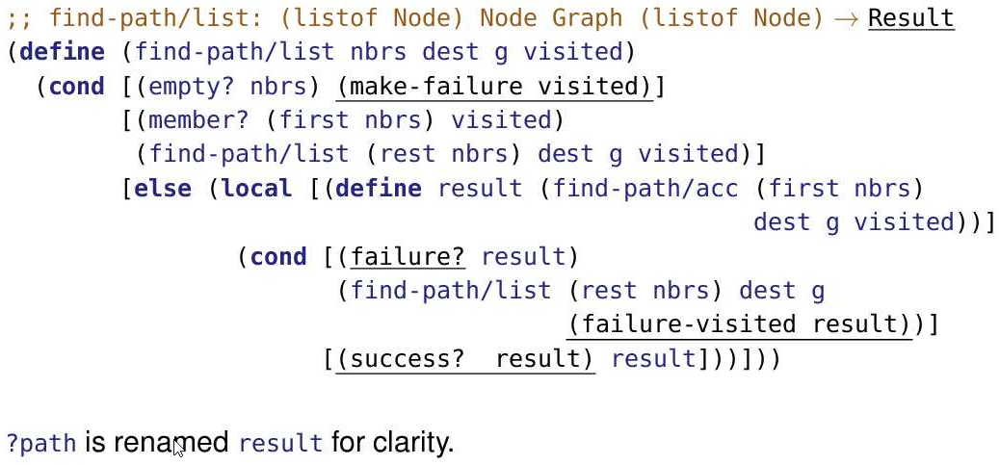 ;; find-path/list: (listof Node) Node Graph (listof Node) → Result
(define (find-path/list nbrs dest g visited)
(cond [(empty? nbrs) (make-failure visited)]
[(member? (first nbrs) visited)
(find-path/list (rest nbrs) dest g visited)]
[else (local [(define result (find-path/acc (first nbrs)
dest g visited))]
(cond [(failure? result)
(find-path/list (rest nbrs) dest g
(failure-visited result))]
[(success?  result) result]))]))
?path is renamed result for clarity.